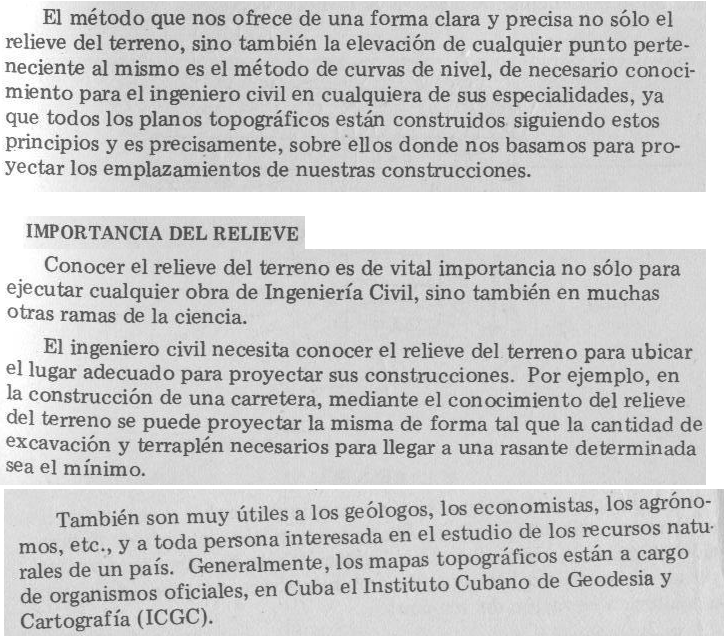 El método que nos ofrece de una forma clara y precisa no sólo el
relieve del terreno, sino también la elevación de cualquier punto perte-
neciente al mismo es el método de curvas de nivel, de necesario conoci-
miento para el ingeniero civil en cualquiera de sus especialidades, ya
que todos los planos topográficos están construidos siguiendo estos
principios y es precisamente, sobre ellos donde nos basamos para pro-
yectar los emplazamientos de nuestras construcciones.
IMPORTANCIA DEL RELIEVE
Conocer el relieve del terreno es de vital importancia no sólo para
ejecutar cualquier obra de Ingeniería Civil, sino también en muchas
otras ramas de la ciencia.
El ingeniero civil necesita conocer el relieve del terreno para ubicar
el lugar adecuado para proyectar sus construcciones. Por ejemplo, en
la construcción de una carretera, mediante el conocimiento del relieve
del terreno se puede proyectar la misma de forma tal que la cantidad de
excavación y terraplén necesarios para llegar a una rasante determinada
sea el mínimo.
También son muy útiles a los geólogos, los economistas, los agróno-
mos, etc., y a toda persona interesada en el estudio de los recursos natu-
rales de un país. Generalmente, los mapas topográficos están a cargo
de organismos oficiales, en Cuba el Instituto Cubano de Geodesia y
Cartografía (ICGC).